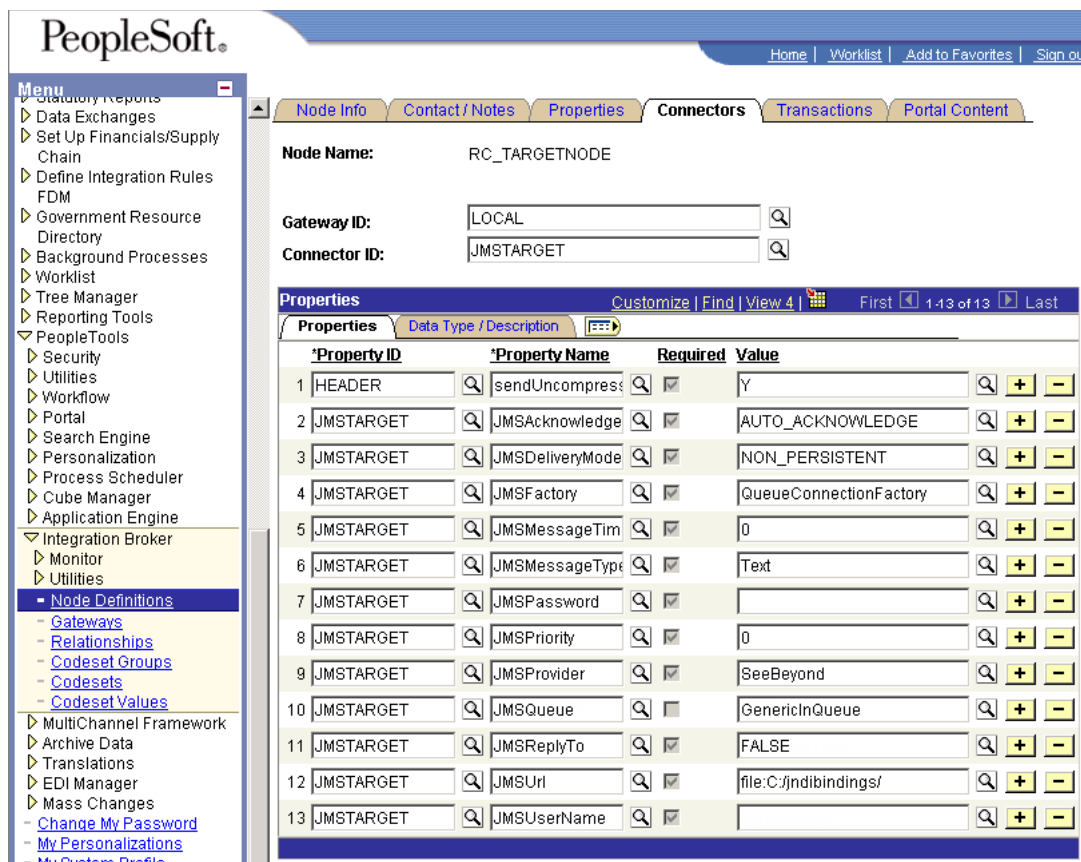 PeopleSoft®
Home | Worklist | Add to Favorites | Sign ou
Menu
Statutory Reports
Data Exchanges
Set Up Financials/Supply
Chain
Define Integration Rules
FDM
Government Resource
Directory
Background Processes
Worklist
Tree Manager
Reporting Tools
PeopleTools
Security
Utilities
Workflow
Portal
Search Engine
Personalization
Process Scheduler
Cube Manager
Application Engine
Integration Broker
Monitor
Utilities
- Node Definitions
- Gateways
- Relationships
- Codeset Groups
- Codesets
- Codeset Values
MultiChannel Framework
Archive Data
Translations
EDI Manager
Mass Changes
- Change My Password
- My Personalizations
- My System Profile
Node Info Contact / Notes Properties Connectors Transactions Portal Content
Node Name: RC_TARGETNODE
Gateway ID: LOCAL
Connector ID: JMSTARGET
Properties Customize | Find | View 4 | First 1-13 of 13 Last
Properties Data Type / Description
*Property ID *Property Name Required Value
1 HEADER sendUncompress Y + -
2 JMSTARGET JMSAcknowledge AUTO_ACKNOWLEDGE + -
3 JMSTARGET JMSDeliveryMode NON_PERSISTENT + -
4 JMSTARGET JMSFactory QueueConnectionFactory + -
5 JMSTARGET JMSMessageTim 0 + -
6 JMSTARGET JMSMessageType Text + -
7 JMSTARGET JMSPassword + -
8 JMSTARGET JMSPriority 0 + -
9 JMSTARGET JMSProvider SeeBeyond + -
10 JMSTARGET JMSQueue GenericInQueue + -
11 JMSTARGET JMSReplyTo FALSE + -
12 JMSTARGET JMSUrl file:C:/jndibindings/ + -
13 JMSTARGET JMSUserName + -